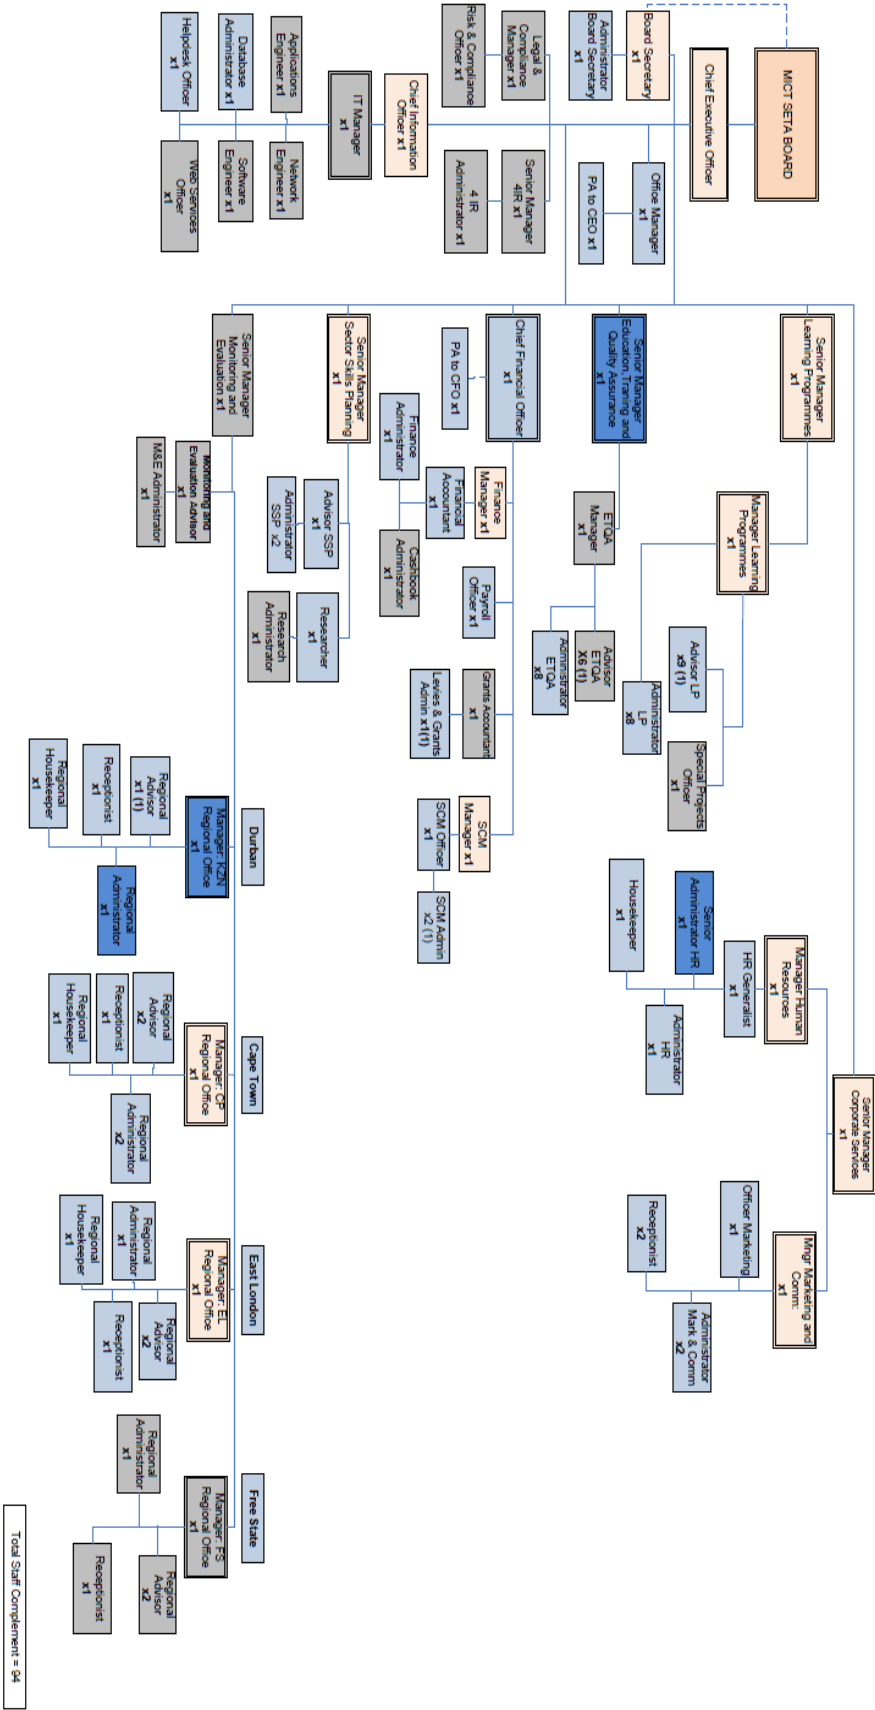 MICT SETA BOARD
Chief Executive Officer
Board Secretary
x1
Administrator
Board Secretary
x1
Office Manager
x1
PA to CEO x1
Legal &
Compliance
Manager x1
Risk & Compliance
Officer x1
Senior Manager
4IR x1
4 IR
Administrator x1
Chief Information
Officer x1
IT Manager
x1
Applications
Engineer x1
Network
Engineer x1
Database
Administrator x1
Software
Engineer x1
Helpdesk Officer
x1
Web Services
Officer
x1
Senior Manager
Corporate Services
x1
Manager Human
Resources
x1
HR Generalist
x1
Senior
Administrator HR
x1
Administrator
HR
x1
Housekeeper
x1
Mngr Marketing and
Comm:
x1
Officer Marketing
x1
Administrator
Mark & Comm
x2
Receptionist
x2
Senior Manager
Learning Programmes
x1
Manager Learning
Programmes
x1
Advisor LP
x9 (1)
Special Projects
Officer
x1
Administrator
LP
x8
Senior Manager
Education, Traning and
Quality Assurance
x1
ETQA
Manager
x1
Advisor
ETQA
X6 (1)
Administrator
ETQA
x8
Chief Financial Officer
x1
PA to CFO x1
Finance
Manager x1
Financial
Accountant
x1
Finance
Administrator
x1
Cashbook
Administrator
x1
Payroll
Officer x1
Grants Accountant
x1
Levies & Grants
Admin x1(1)
SCM
Manager x1
SCM Officer
x1
SCM Admin
x2 (1)
Senior Manager
Sector Skills Planning
x1
Advisor SSP
x1
Administrator
SSP x2
Researcher
x1
Research
Administrator
x1
Senior Manager
Monitoring and
Evaluation x1
Monitoring and
Evaluation Advisor
x1
M&E Administrator
x1
Durban
Manager: KZN
Regional Office
x1
Regional
Advisor
x1 (1)
Receptionist
x1
Regional
Administrator
x1
Regional
Housekeeper
x1
Cape Town
Manager: CP
Regional Office
x1
Regional
Advisor
x2
Receptionist
x1
Regional
Administrator
x2
Regional
Housekeeper
x1
East London
Manager: EL
Regional Office
x1
Regional
Administrator
x1
Regional
Advisor
x2
Regional
Housekeeper
x1
Receptionist
x1
Free State
Manager: FS
Regional Office
x1
Regional
Administrator
x1
Regional
Advisor
x2
Receptionist
x1
Total Staff Complement = 94